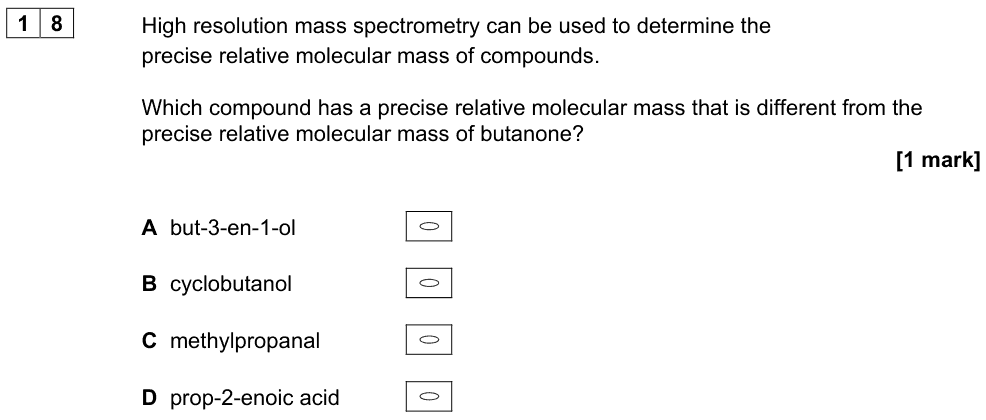 1 8
High resolution mass spectrometry can be used to determine the
precise relative molecular mass of compounds.
Which compound has a precise relative molecular mass that is different from the
precise relative molecular mass of butanone?
[1 mark]
A but-3-en-1-ol
B cyclobutanol
C methylpropanal
D prop-2-enoic acid